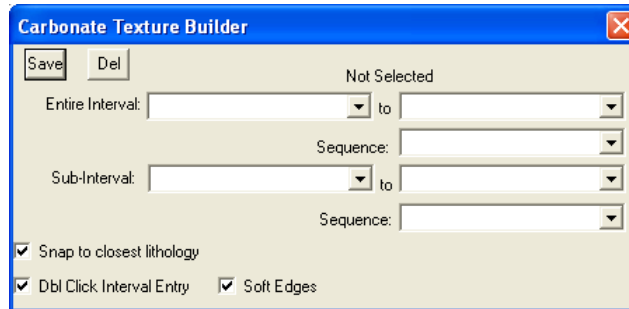 Carbonate Texture Builder
Save Del
Not Selected
Entire Interval: to
Sequence:
Sub-Interval: to
Sequence:
Snap to closest lithology
Dbl Click Interval Entry Soft Edges